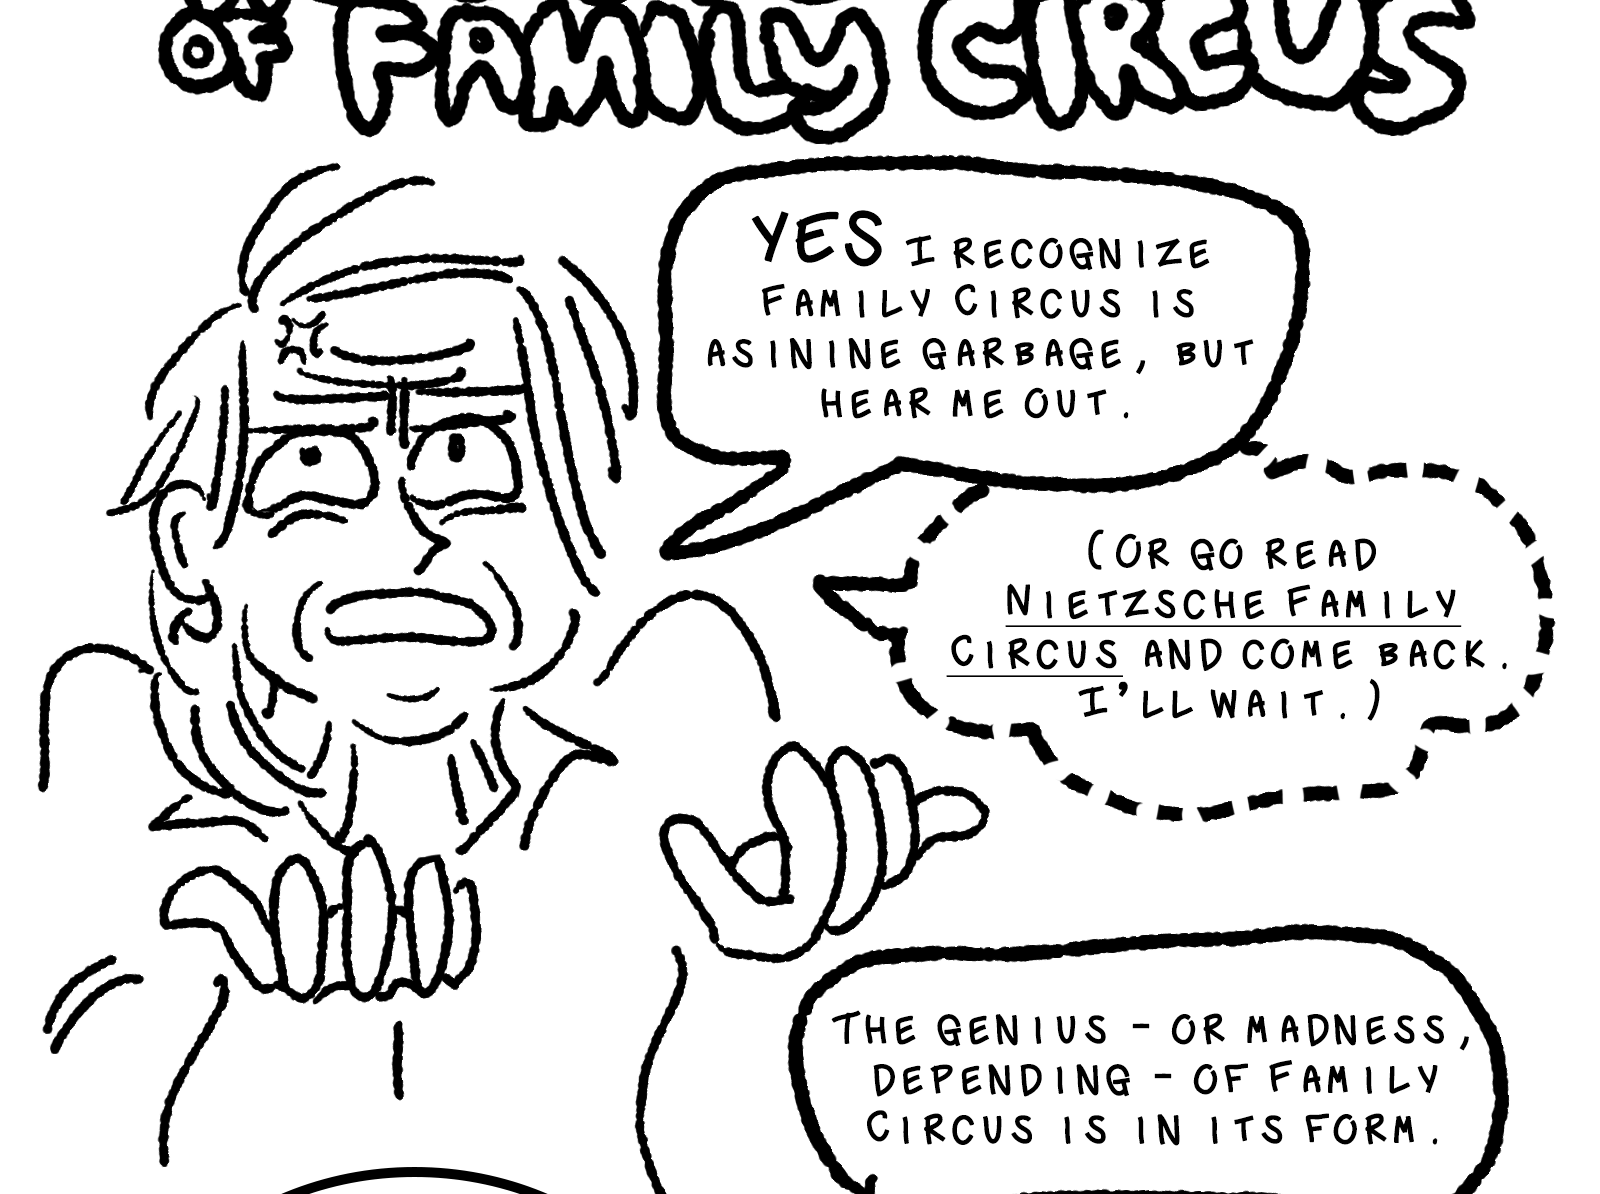 OF FAMILY CIRCUS
YES I RECOGNIZE
FAMILY CIRCUS IS
ASININE GARBAGE, BUT
HEAR ME OUT.
(OR GO READ
NIETZSCHE FAMILY
CIRCUS AND COME BACK.
I'LL WAIT.)
THE GENIUS - OR MADNESS,
DEPENDING - OF FAMILY
CIRCUS IS IN ITS FORM.